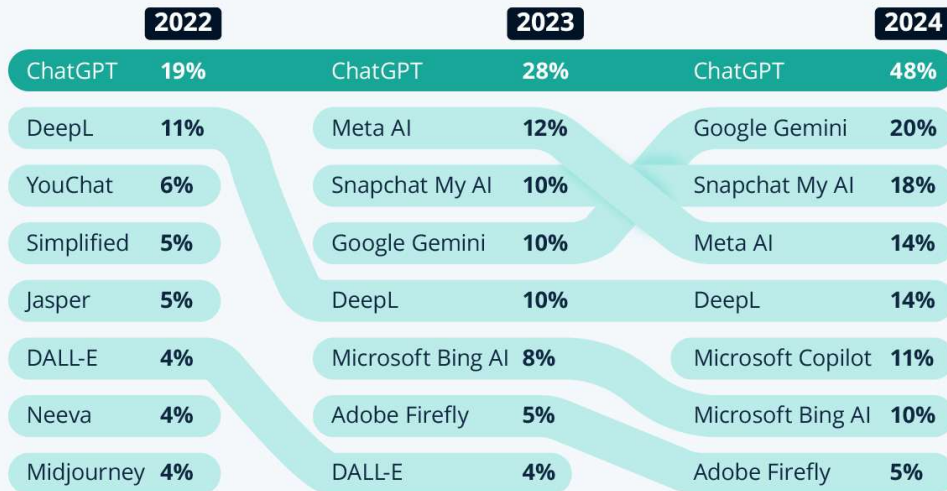 2022 2023 2024
ChatGPT 19% ChatGPT 28% ChatGPT 48%
DeepL 11% Meta AI 12% Google Gemini 20%
YouChat 6% Snapchat My AI 10% Snapchat My AI 18%
Simplified 5% Google Gemini 10% Meta AI 14%
Jasper 5% DeepL 10% DeepL 14%
DALL-E 4% Microsoft Bing AI 8% Microsoft Copilot 11%
Neeva 4% Adobe Firefly 5% Microsoft Bing AI 10%
Midjourney 4% DALL-E 4% Adobe Firefly 5%